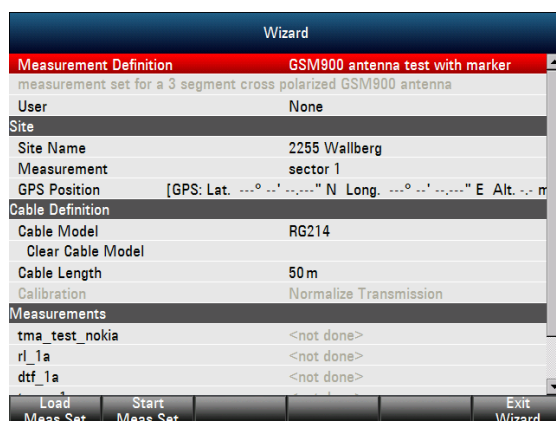 Wizard
Measurement Definition GSM900 antenna test with marker
measurement set for a 3 segment cross polarized GSM900 antenna
User None
Site
Site Name 2255 Wallberg
Measurement sector 1
GPS Position [GPS: Lat. ---° --' --.---" N Long. ---° --' --.---" E Alt. -.- m
Cable Definition
Cable Model RG214
Clear Cable Model
Cable Length 50 m
Calibration Normalize Transmission
Measurements
tma_test_nokia <not done>
rl_1a <not done>
dtf_1a <not done>
Load Start Exit
Meas Set Meas Set Wizard